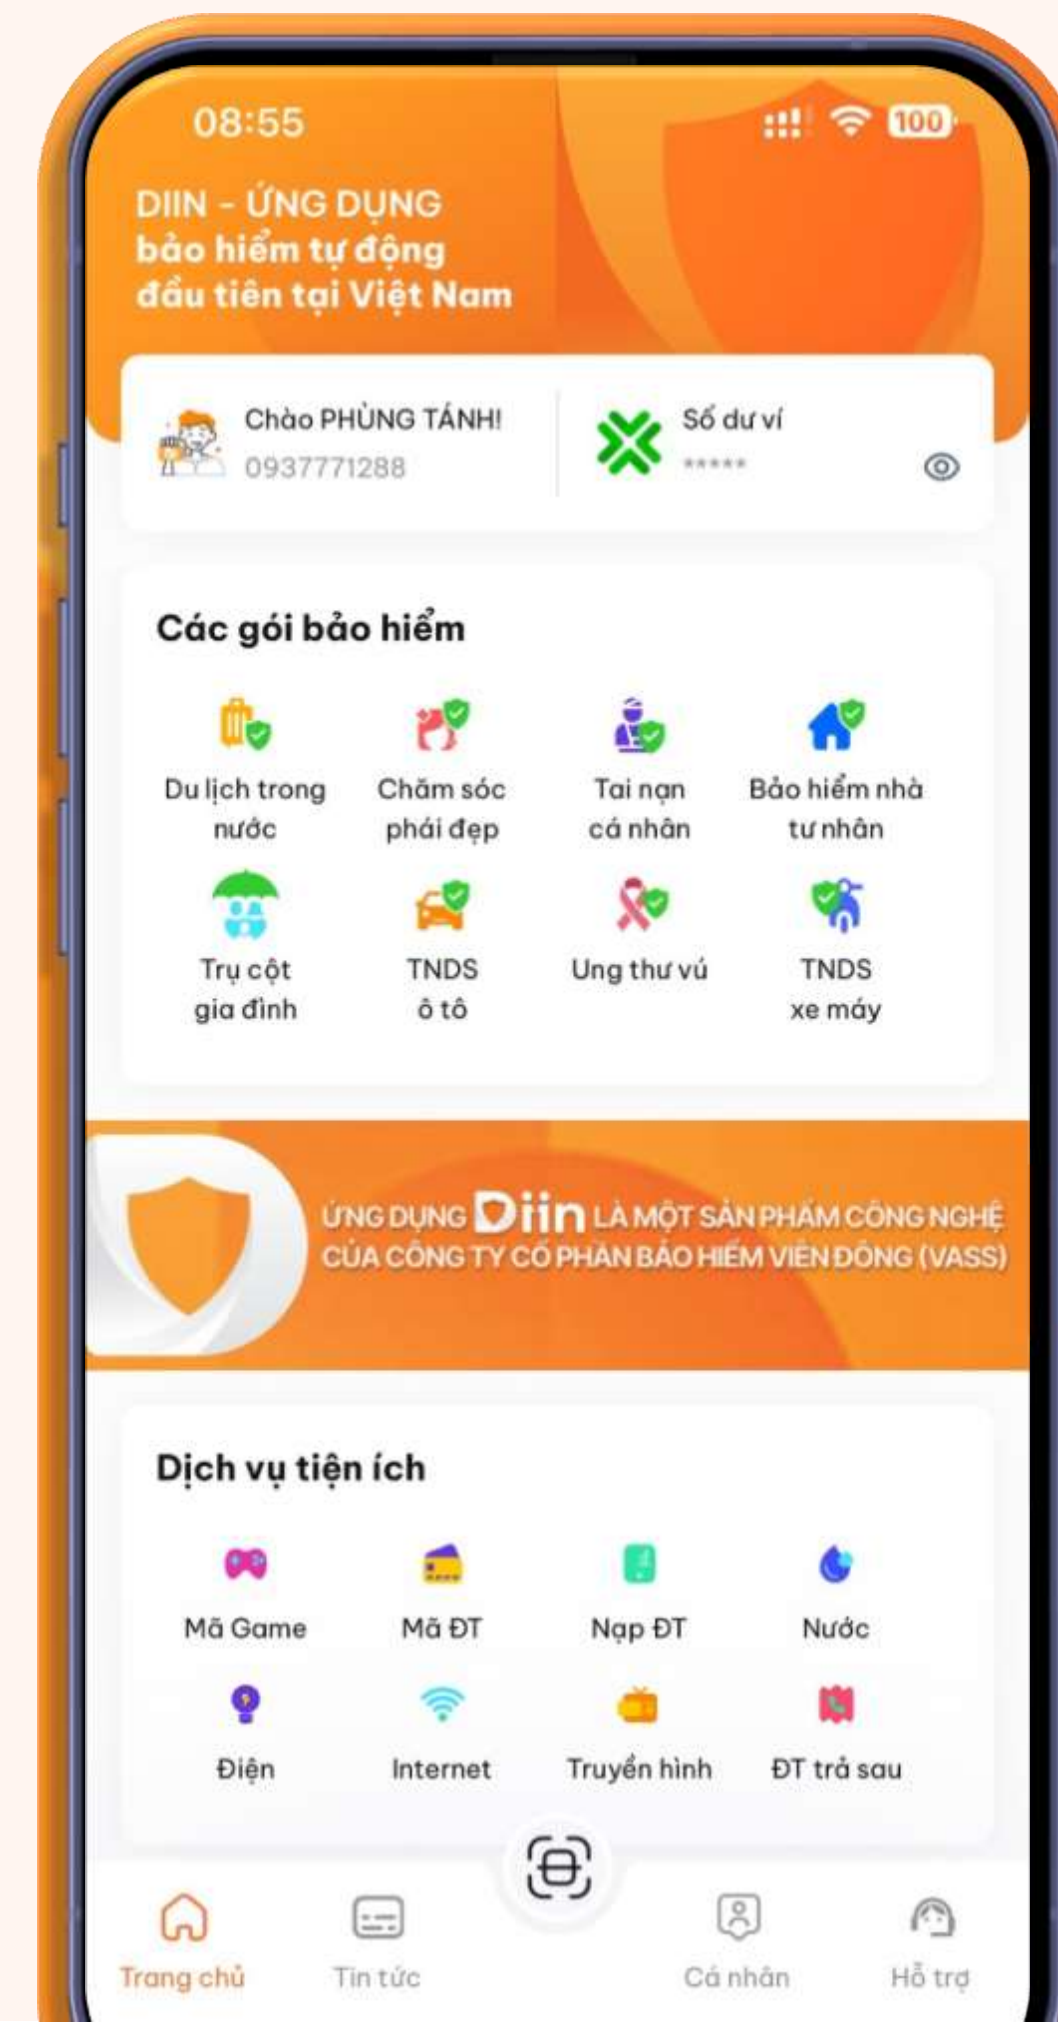 08:55
100
DIIN - ỨNG DỤNG
bảo hiểm tự động
đầu tiên tại Việt Nam
Chào PHÙNG TÁNH!
0937771288
Số dư ví
*****
Các gói bảo hiểm
Du lịch trong
nước
Chăm sóc
phái đẹp
Tai nạn
cá nhân
Bảo hiểm nhà
tư nhân
Trụ cột
gia đình
TNDS
ô tô
Ung thư vú
TNDS
xe máy
ỨNG DỤNG Diin LÀ MỘT SẢN PHẨM CÔNG NGHỆ
CỦA CÔNG TY CỔ PHẦN BẢO HIỂM VIỄN ĐÔNG (VASS)
Dịch vụ tiện ích
Mã Game
Mã ĐT
Nạp ĐT
Nước
Điện
Internet
Truyền hình
ĐT trả sau
Trang chủ
Tin tức
Cá nhân
Hỗ trợ